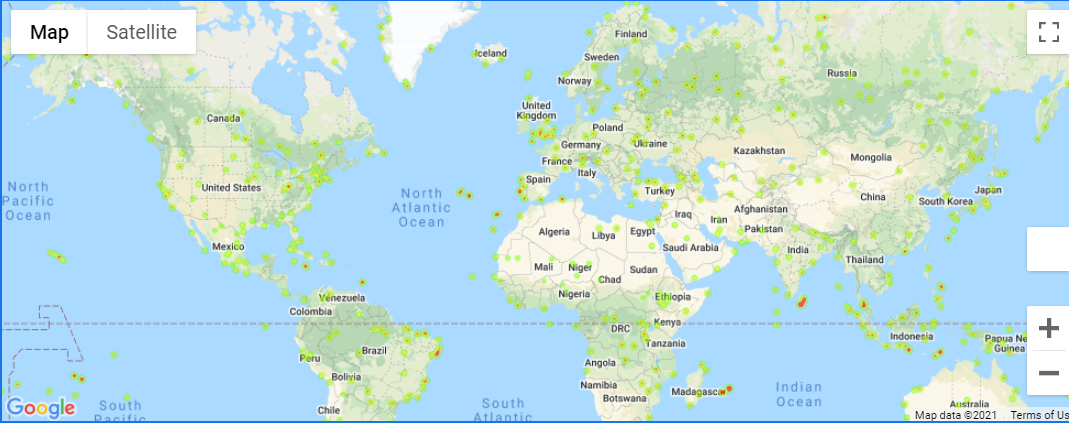 Map
Satellite
Iceland
Finland
Sweden
Norway
Russia
United
Kingdom
Canada
Poland
Germany
Ukraine
France
Kazakhstan
Mongolia
Italy
Spain
North
Pacific
Ocean
United States
North
Atlantic
Ocean
Turkey
China
Japan
South Korea
Iraq
Iran
Afghanistan
Pakistan
Algeria
Libya
Egypt
Saudi Arabia
India
Mexico
Mali
Niger
Chad
Sudan
Thailand
Nigeria
Ethiopia
Venezuela
Colombia
DRC
Kenya
Tanzania
Indonesia
Papua New
Guinea
Peru
Brazil
Angola
Bolivia
Namibia
Botswana
Madagascar
Indian
Ocean
Chile
South
Pacific
South
Atlantic
Australia
Google
Map data ©2021
Terms of Us